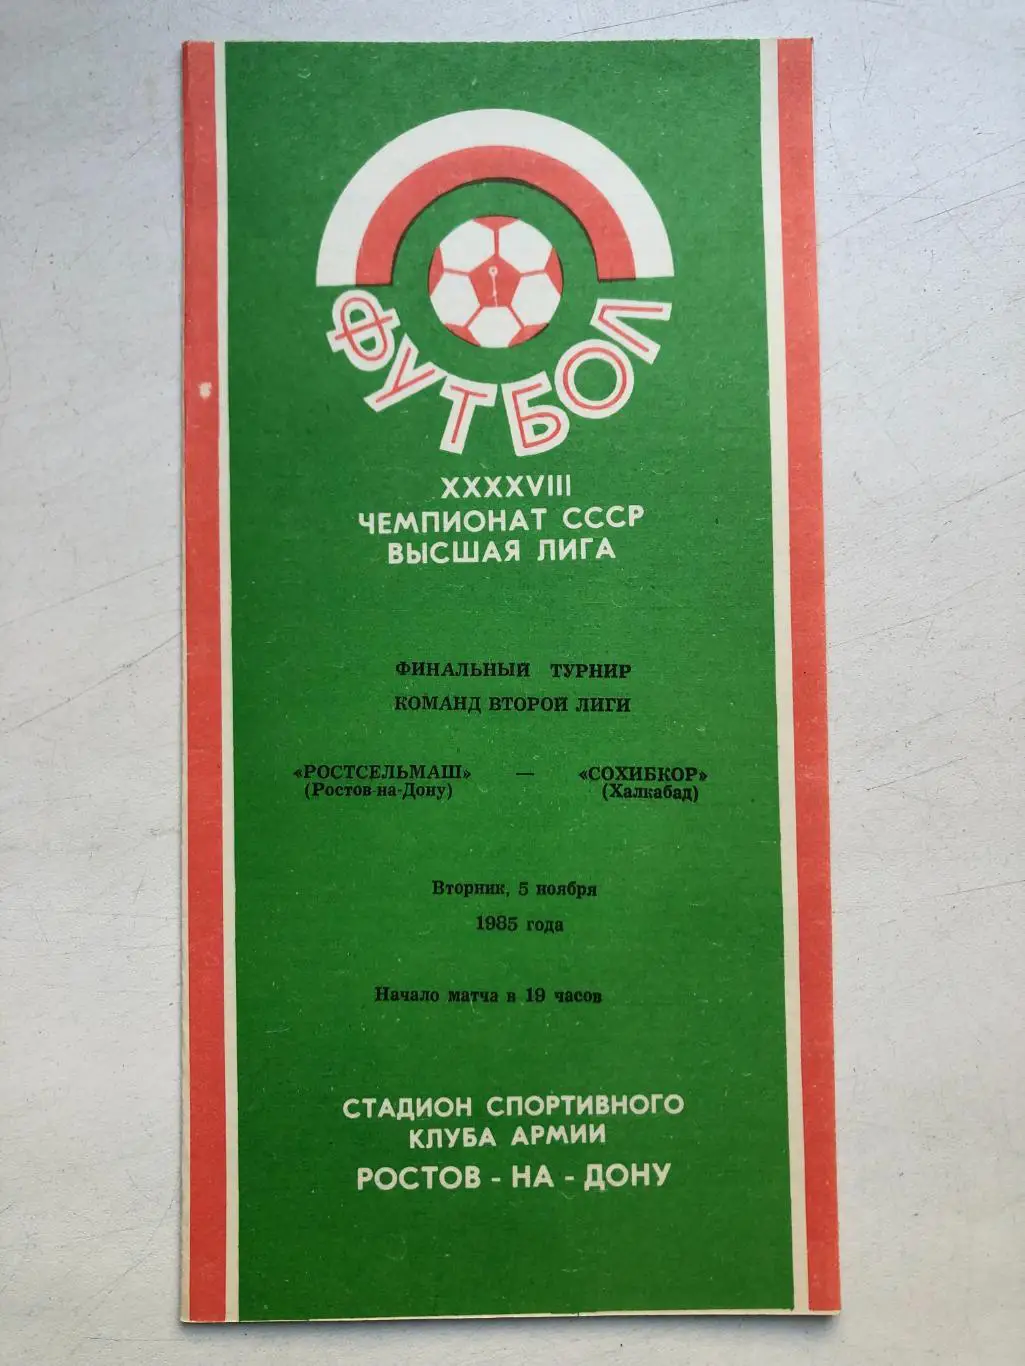 ФУТБОЛ
XXXXVIII
ЧЕМПИОНАТ СССР
ВЫСШАЯ ЛИГА
ФИНАЛЬНЫЙ ТУРНИР
КОМАНД ВТОРОЙ ЛИГИ
«РОСТСЕЛЬМАШ» — «СОХИБКОР»
(Ростов-на-Дону) (Халкабад)
Вторник, 5 ноября
1985 года
Начало матча в 19 часов
СТАДИОН СПОРТИВНОГО
КЛУБА АРМИИ
РОСТОВ - НА - ДОНУ